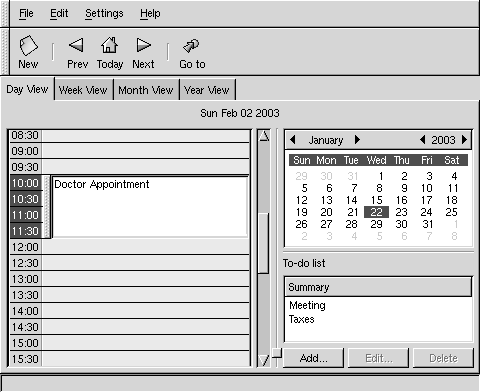 File Edit Settings Help
New Prev Today Next Go to
Day View Week View Month View Year View
Sun Feb 02 2003
08:30
09:00
09:30
10:00 Doctor Appointment
10:30
11:00
11:30
12:00
12:30
13:00
13:30
14:00
14:30
15:00
15:30
January 2003
Sun Mon Tue Wed Thu Fri Sat
29 30 31 1 2 3 4
5 6 7 8 9 10 11
12 13 14 15 16 17 18
19 20 21 22 23 24 25
26 27 28 29 30 31 1
2 3 4 5 6 7 8
To-do list
Summary
Meeting
Taxes
Add... Edit... Delete